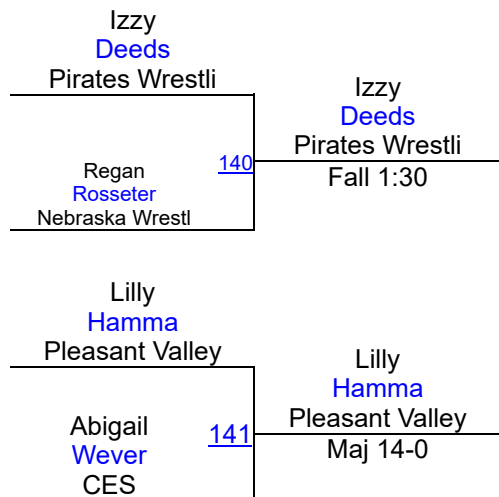 Izzy
Deeds
Pirates Wrestli
Regan
Rosseter
Nebraska Wrestl
140
Izzy
Deeds
Pirates Wrestli
Fall 1:30
Lilly
Hamma
Pleasant Valley
Abigail
Wever
CES
141
Lilly
Hamma
Pleasant Valley
Maj 14-0